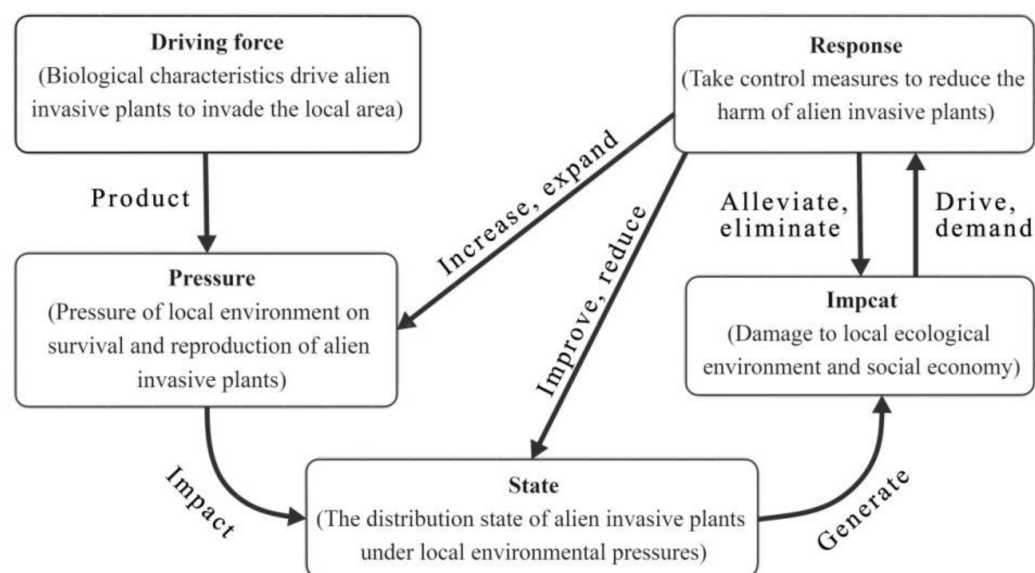 Driving force
(Biological characteristics drive alien
invasive plants to invade the local area)
Response
(Take control measures to reduce the
harm of alien invasive plants)
Product
Increase, expand
Improve, reduce
Alleviate,
eliminate
Drive,
demand
Pressure
(Pressure of local environment on
survival and reproduction of alien
invasive plants)
Impcat
(Damage to local ecological
environment and social economy)
Impact
State
(The distribution state of alien invasive plants
under local environmental pressures)
Generate